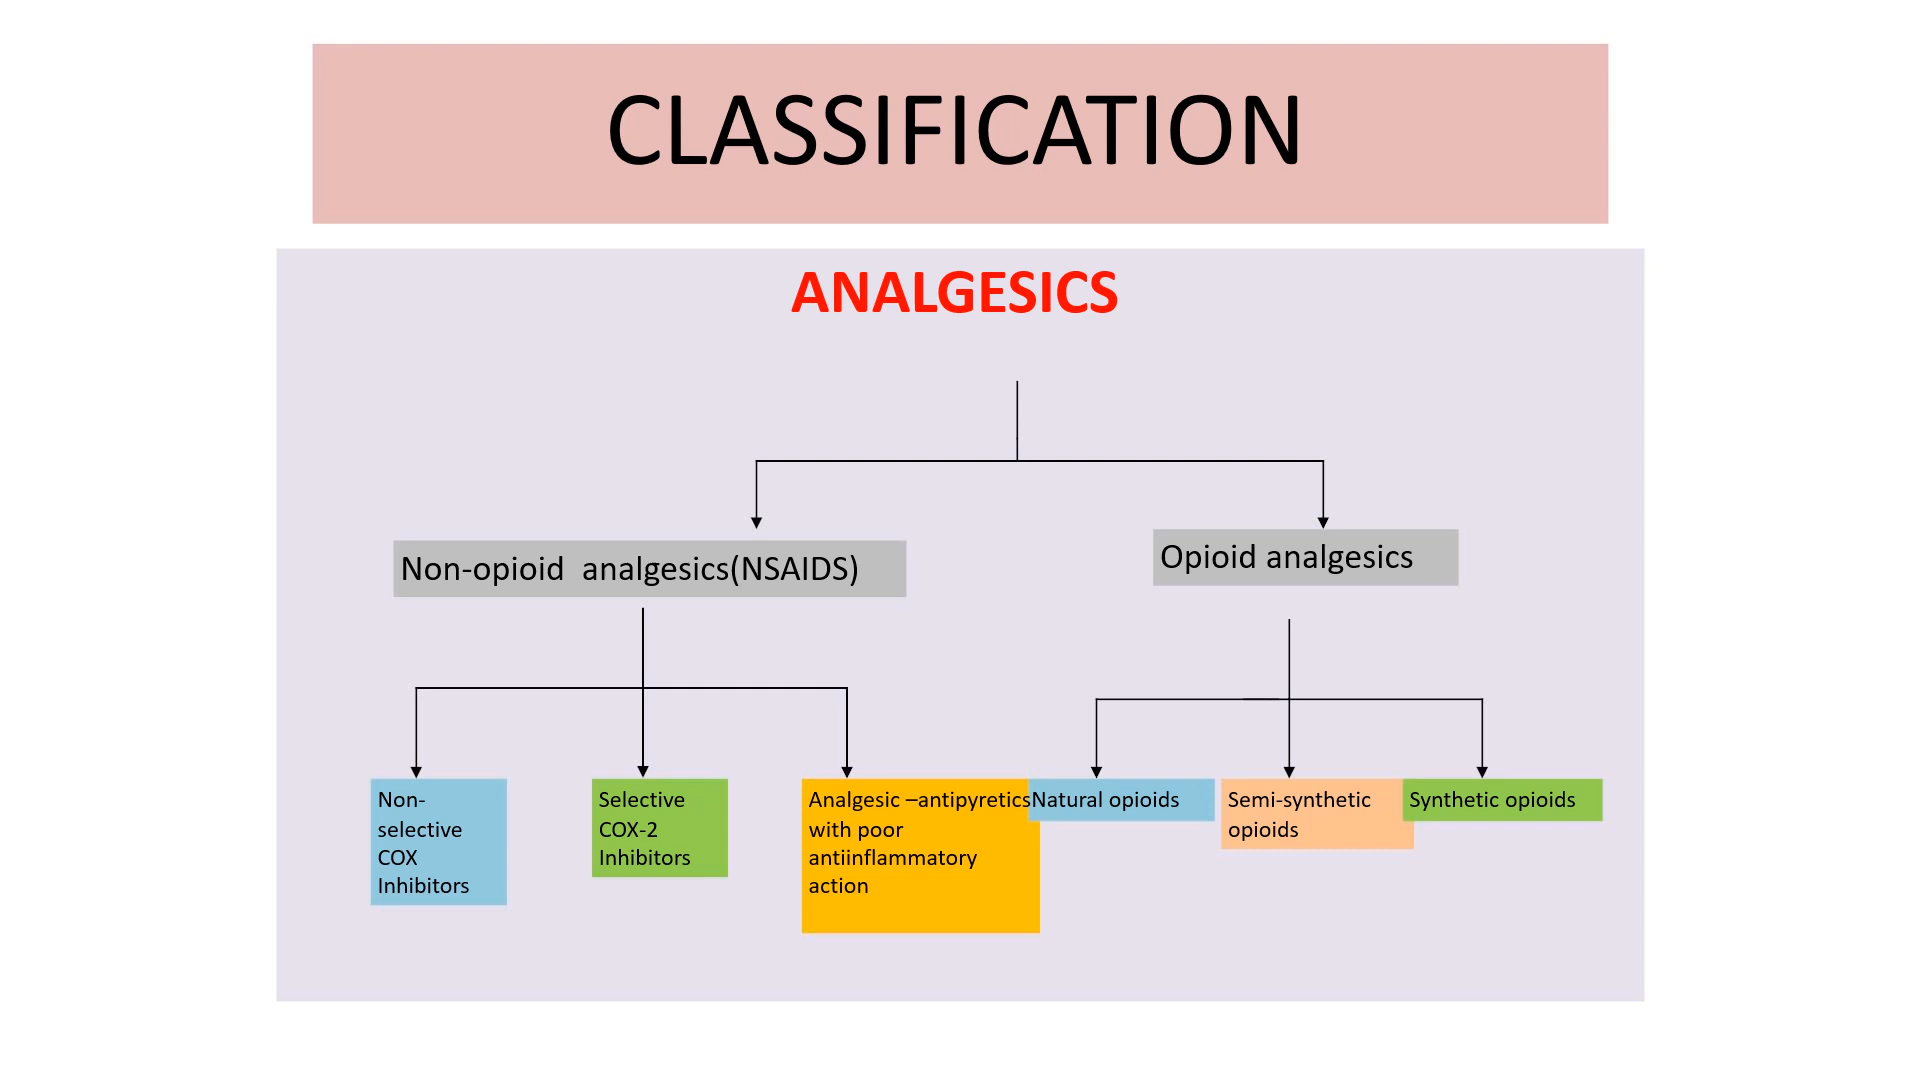 CLASSIFICATION
ANALGESICS
Non-opioid  analgesics(NSAIDS)
Opioid analgesics
Non-
selective
COX
Inhibitors
Selective
COX-2
Inhibitors
Analgesic –antipyretics
with poor
antiinflammatory
action
Natural opioids
Semi-synthetic
opioids
Synthetic opioids